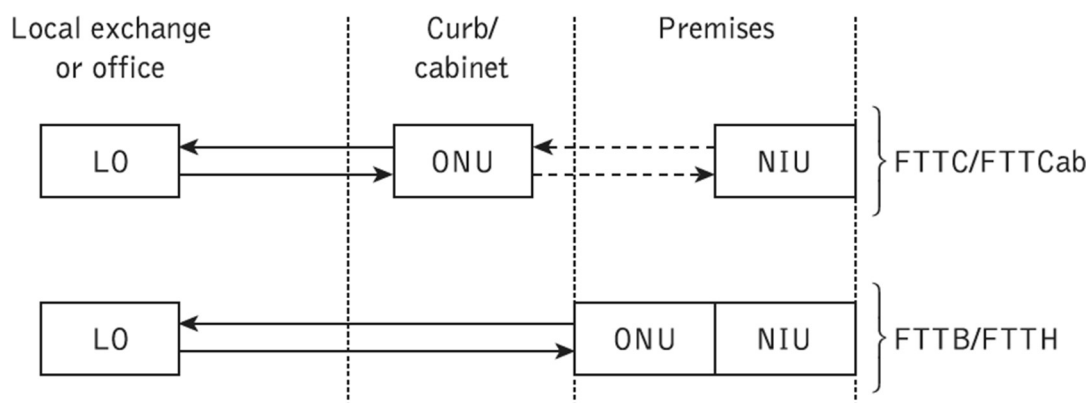 Local exchange
or office
Curb/
cabinet
Premises
LO
ONU
NIU
FTTC/FTTCab
LO
ONU
NIU
FTTB/FTTH